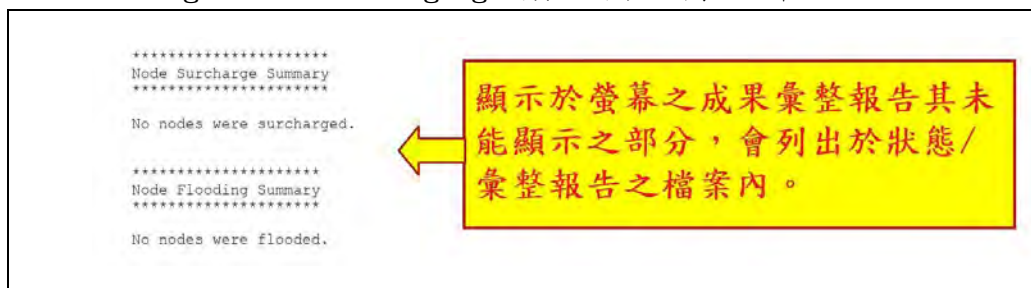 **********************
Node Surcharge Summary
**********************
No nodes were surcharged.
*********************
Node Flooding Summary
*********************
No nodes were flooded.
顯示於螢幕之成果彙整報告其未
能顯示之部分，會列出於狀態/
彙整報告之檔案內。